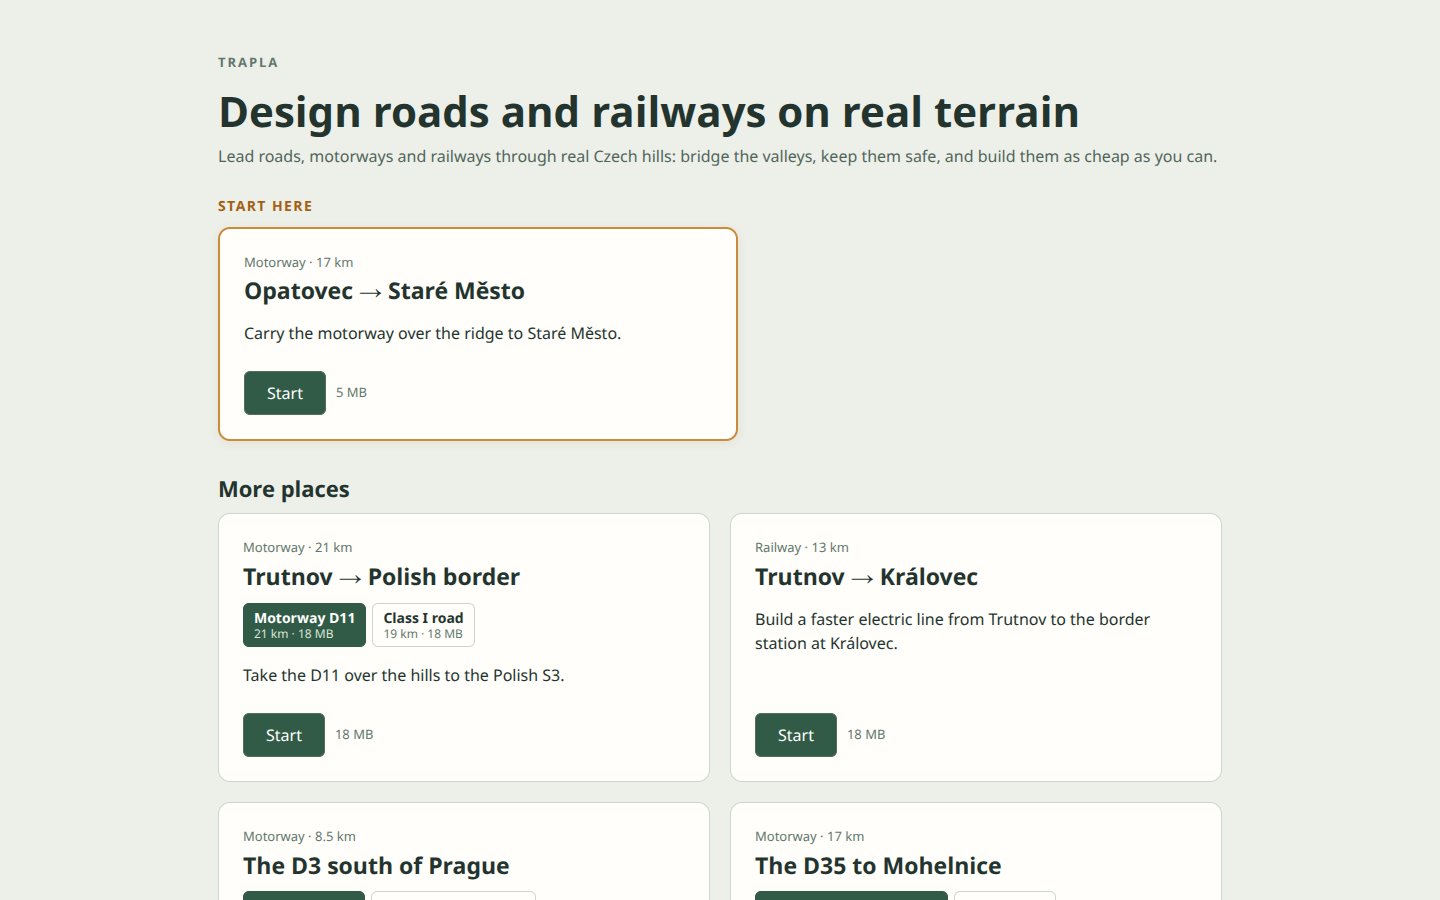 TRAPLA
Design roads and railways on real terrain
Lead roads, motorways and railways through real Czech hills: bridge the valleys, keep them safe, and build them as cheap as you can.
START HERE
Motorway · 17 km
Opatovec → Staré Město
Carry the motorway over the ridge to Staré Město.
Start
5 MB
More places
Motorway · 21 km
Trutnov → Polish border
Motorway D11
21 km · 18 MB
Class I road
19 km · 18 MB
Take the D11 over the hills to the Polish S3.
Start
18 MB
Railway · 13 km
Trutnov → Královec
Build a faster electric line from Trutnov to the border
station at Královec.
Start
18 MB
Motorway · 8.5 km
The D3 south of Prague
Motorway · 17 km
The D35 to Mohelnice